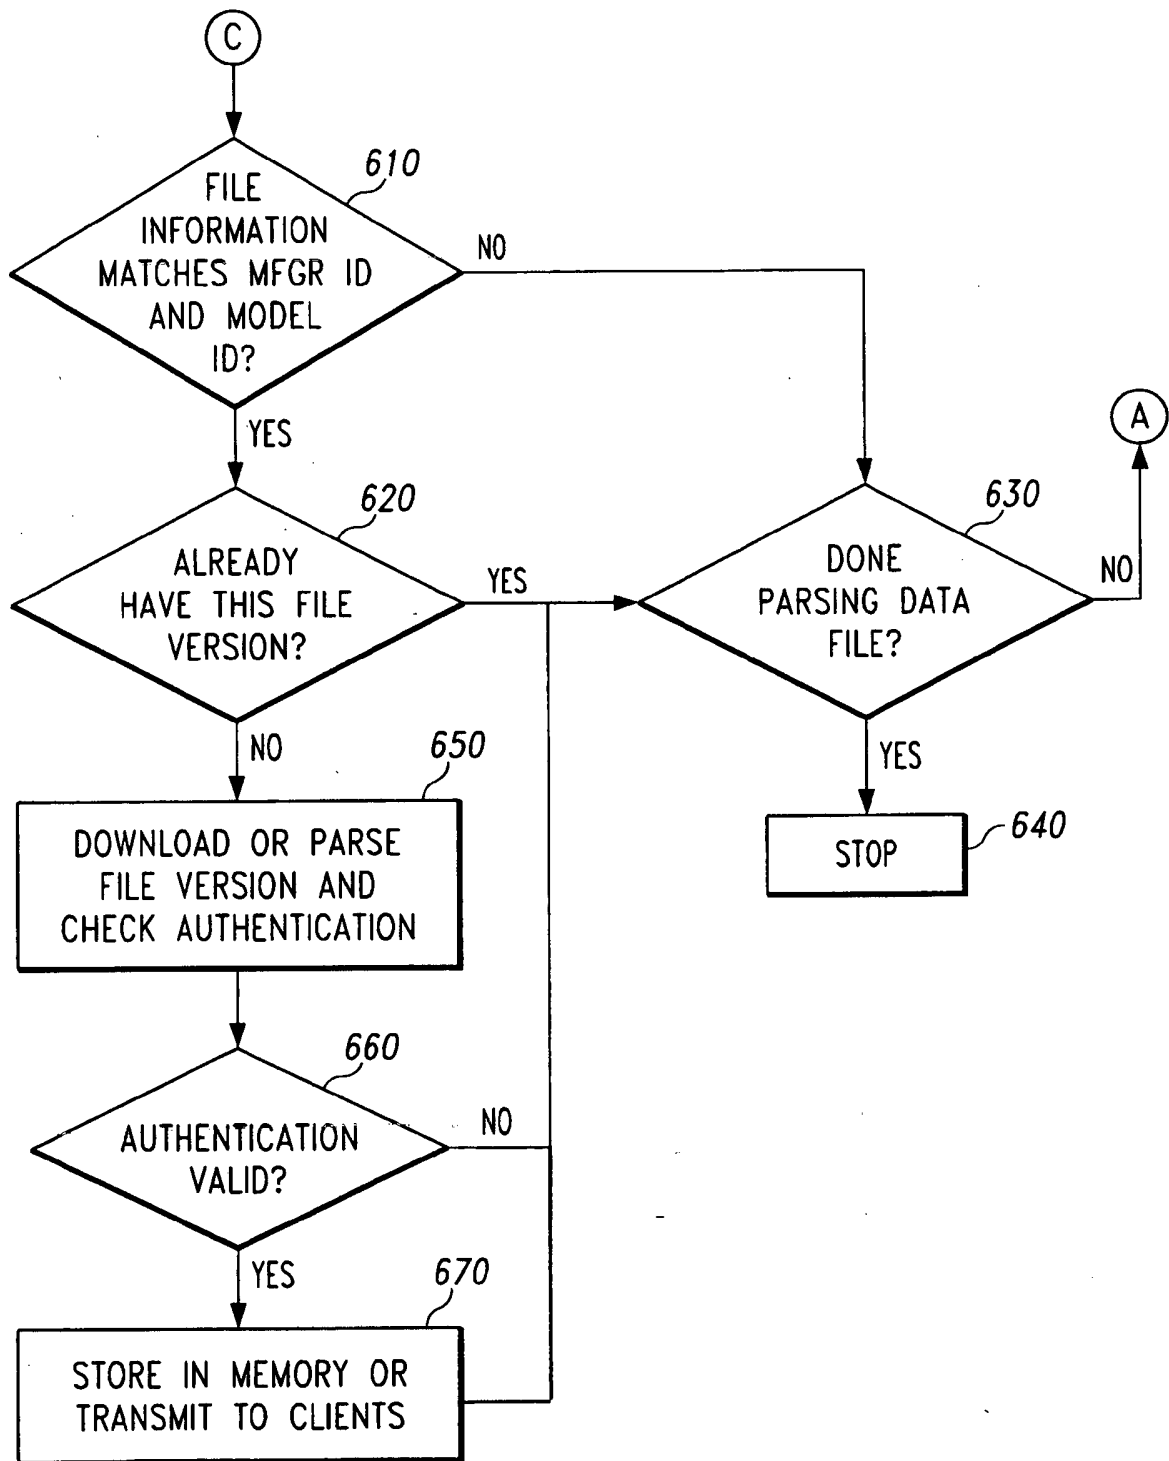 C
610
FILE
INFORMATION
MATCHES MFGR ID
AND MODEL
ID?
NO
YES
A
620
ALREADY
HAVE THIS FILE
VERSION?
YES
NO
630
DONE
PARSING DATA
FILE?
NO
YES
640
STOP
650
DOWNLOAD OR PARSE
FILE VERSION AND
CHECK AUTHENTICATION
660
AUTHENTICATION
VALID?
NO
YES
670
STORE IN MEMORY OR
TRANSMIT TO CLIENTS